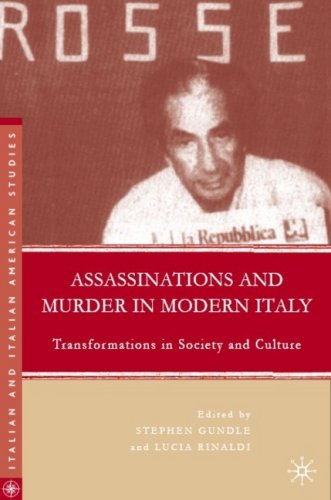 ROSSE
la Repubblica
ITALIAN AND ITALIAN AMERICAN STUDIES
ASSASSINATIONS AND
MURDER IN MODERN ITALY
Transformations in Society and Culture
Edited by
STEPHEN GUNDLE
and LUCIA RINALDI